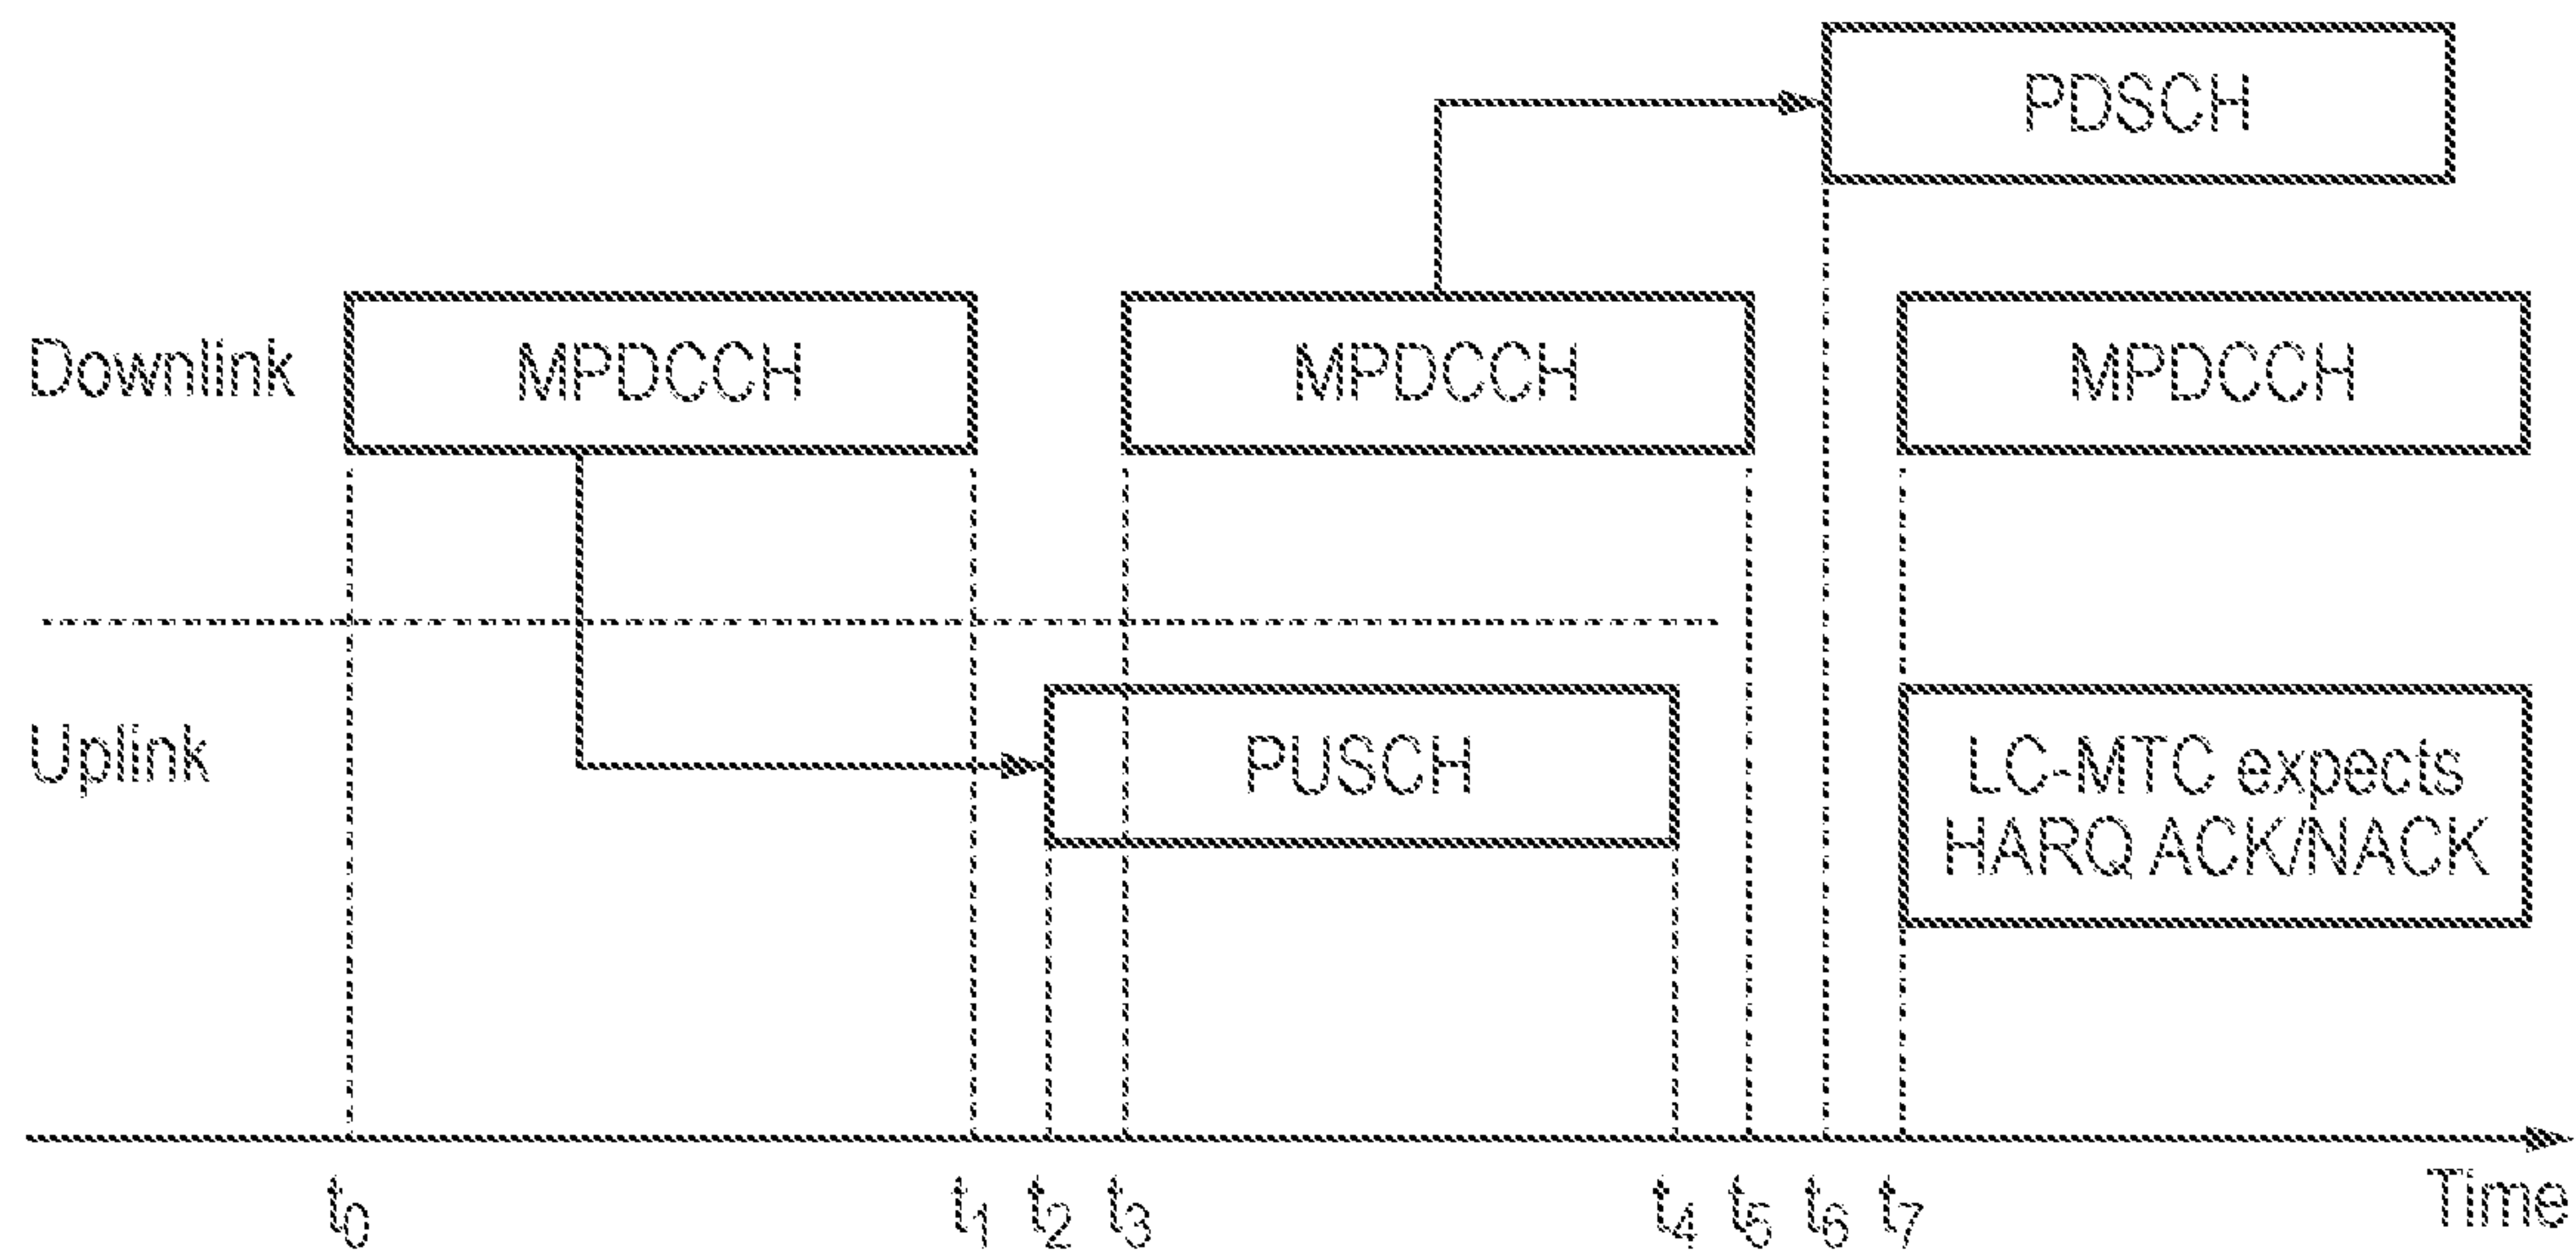 PDSCH
Downlink
MPDCCH
MPDCCH
MPDCCH
Uplink
PUSCH
LC-MTC expects
HARQ ACK/NACK
t0 t1 t2 t3 t4 t5 t6 t7
Time